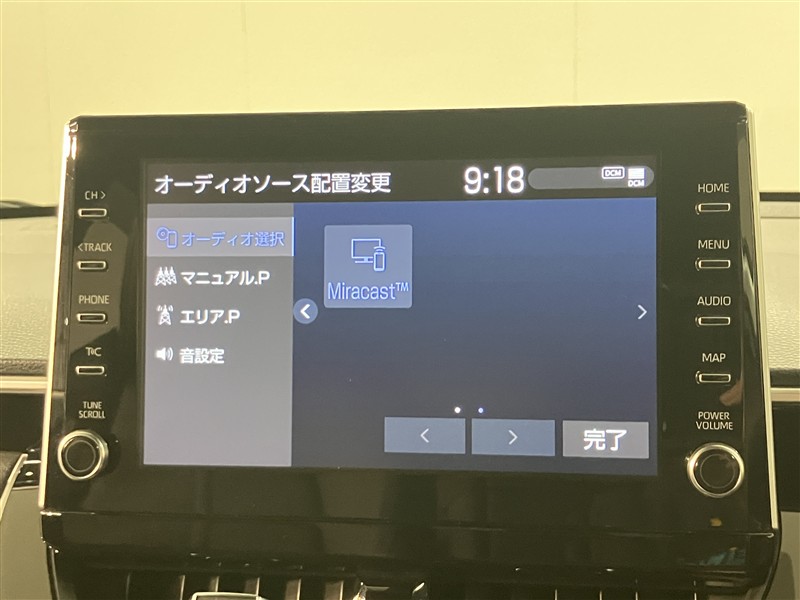 オーディオソース配置変更
9:18
DCM
DCM
オーディオ選択
マニュアル.P
エリア.P
音設定
Miracast™
完了
CH >
< TRACK
PHONE
T&C
TUNE
SCROLL
HOME
MENU
AUDIO
MAP
POWER
VOLUME